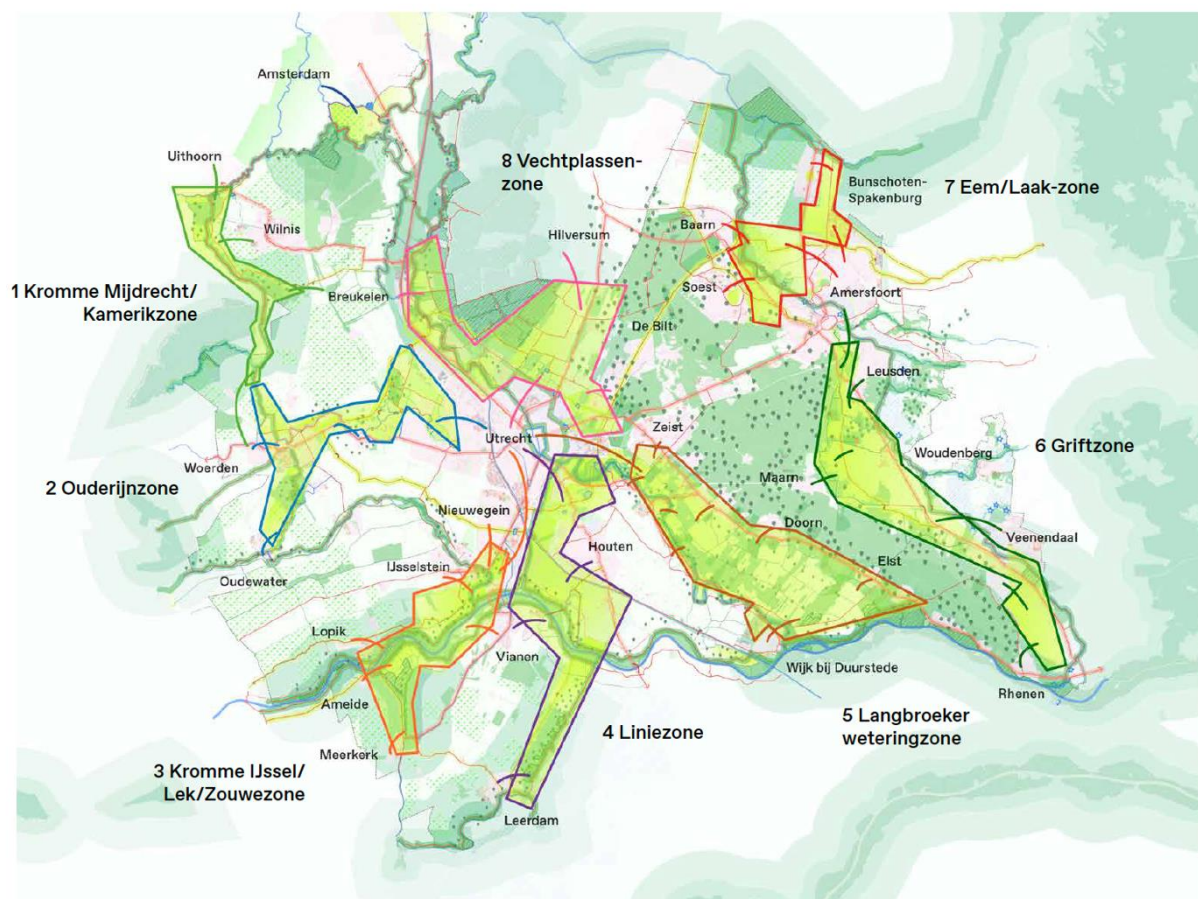 Amsterdam
Uithoorn
8 Vechtplassen-
zone
Bunschoten-
Spakenburg
7 Eem/Laak-zone
Wilnis
Baarn
Hilversum
1 Kromme Mijdrecht/
Kamerikzone
Breukelen
Soest
Amersfoort
De Bilt
Leusden
Zeist
Utrecht
Woudenberg
6 Griftzone
Woerden
2 Ouderijnzone
Maarn
Nieuwegein
Doorn
Veenendaal
Houten
Elst
IJsselstein
Oudewater
Lopik
Vianen
Wijk bij Duurstede
Rhenen
Ameide
5 Langbroeker
weteringzone
4 Liniezone
Meerkerk
3 Kromme IJssel/
Lek/Zouwezone
Leerdam